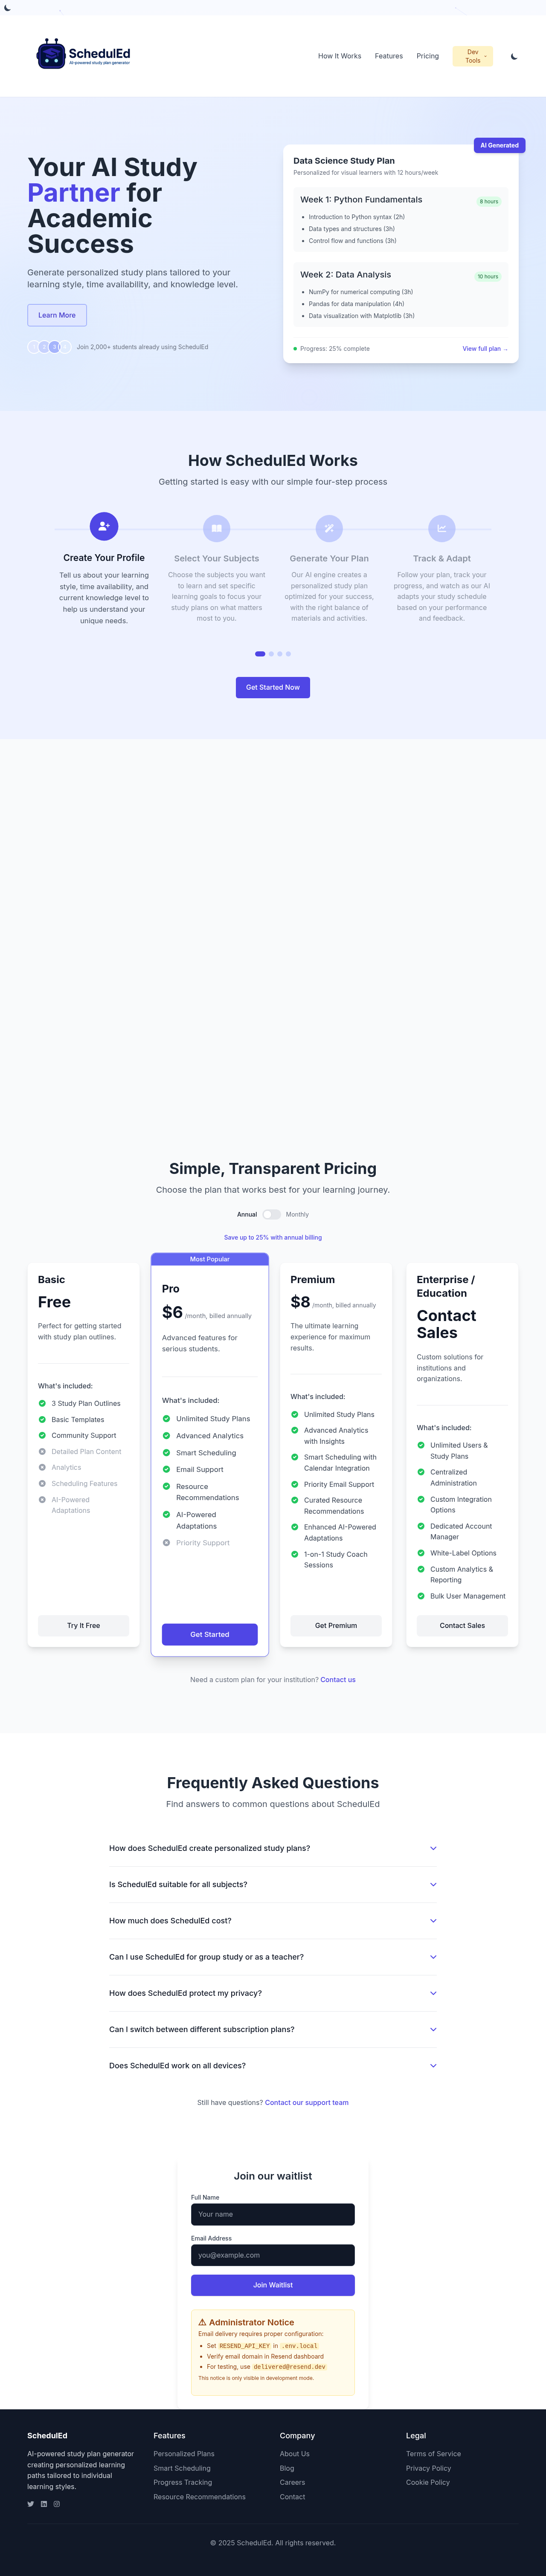 SchedulEd
AI-powered study plan generator
How It Works
Features
Pricing
Dev
Tools
Your AI Study
Partner for
Academic
Success
Generate personalized study plans tailored to your
learning style, time availability, and knowledge level.
Learn More
Join 2,000+ students already using SchedulEd
AI Generated
Data Science Study Plan
Personalized for visual learners with 12 hours/week
Week 1: Python Fundamentals
8 hours
• Introduction to Python syntax (2h)
• Data types and structures (3h)
• Control flow and functions (3h)
Week 2: Data Analysis
10 hours
• NumPy for numerical computing (3h)
• Pandas for data manipulation (4h)
• Data visualization with Matplotlib (3h)
Progress: 25% complete
View full plan →
How SchedulEd Works
Getting started is easy with our simple four-step process
Create Your Profile
Tell us about your learning
style, time availability, and
current knowledge level to
help us understand your
unique needs.
Select Your Subjects
Choose the subjects you want
to learn and set specific
learning goals to focus your
study plans on what matters
most to you.
Generate Your Plan
Our AI engine creates a
personalized study plan
optimized for your success,
with the right balance of
materials and activities.
Track & Adapt
Follow your plan, track your
progress, and watch as our AI
adapts your study schedule
based on your performance
and feedback.
Get Started Now
Simple, Transparent Pricing
Choose the plan that works best for your learning journey.
Annual
Monthly
Save up to 25% with annual billing
Basic
Free
Perfect for getting started
with study plan outlines.
What's included:
3 Study Plan Outlines
Basic Templates
Community Support
Detailed Plan Content
Analytics
Scheduling Features
AI-Powered
Adaptations
Try It Free
Most Popular
Pro
$6 /month, billed annually
Advanced features for
serious students.
What's included:
Unlimited Study Plans
Advanced Analytics
Smart Scheduling
Email Support
Resource
Recommendations
AI-Powered
Adaptations
Priority Support
Get Started
Premium
$8 /month, billed annually
The ultimate learning
experience for maximum
results.
What's included:
Unlimited Study Plans
Advanced Analytics
with Insights
Smart Scheduling with
Calendar Integration
Priority Email Support
Curated Resource
Recommendations
Enhanced AI-Powered
Adaptations
1-on-1 Study Coach
Sessions
Get Premium
Enterprise /
Education
Contact
Sales
Custom solutions for
institutions and
organizations.
What's included:
Unlimited Users &
Study Plans
Centralized
Administration
Custom Integration
Options
Dedicated Account
Manager
White-Label Options
Custom Analytics &
Reporting
Bulk User Management
Contact Sales
Need a custom plan for your institution? Contact us
Frequently Asked Questions
Find answers to common questions about SchedulEd
How does SchedulEd create personalized study plans?
Is SchedulEd suitable for all subjects?
How much does SchedulEd cost?
Can I use SchedulEd for group study or as a teacher?
How does SchedulEd protect my privacy?
Can I switch between different subscription plans?
Does SchedulEd work on all devices?
Still have questions? Contact our support team
Join our waitlist
Full Name
Your name
Email Address
you@example.com
Join Waitlist
⚠ Administrator Notice
Email delivery requires proper configuration:
• Set RESEND_API_KEY in .env.local
• Verify email domain in Resend dashboard
• For testing, use delivered@resend.dev
This notice is only visible in development mode.
SchedulEd
AI-powered study plan generator
creating personalized learning
paths tailored to individual
learning styles.
Features
Personalized Plans
Smart Scheduling
Progress Tracking
Resource Recommendations
Company
About Us
Blog
Careers
Contact
Legal
Terms of Service
Privacy Policy
Cookie Policy
© 2025 SchedulEd. All rights reserved.